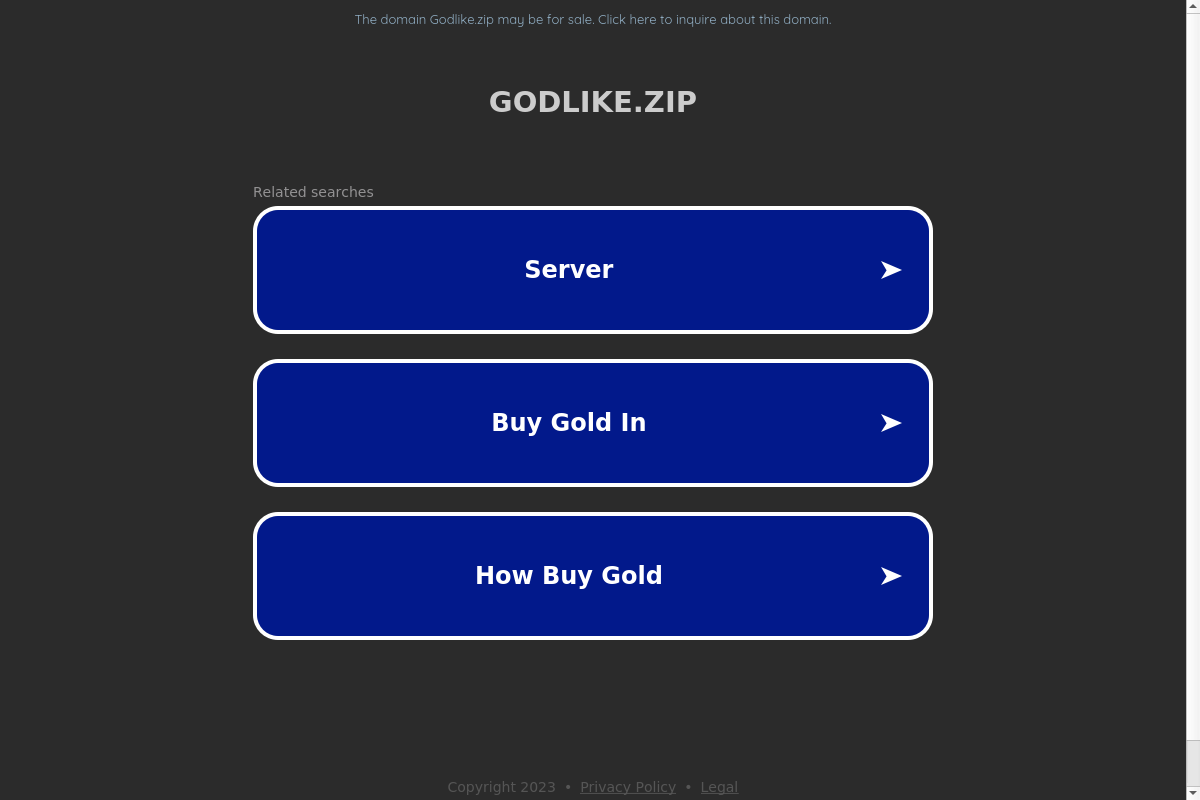 The domain Godlike.zip may be for sale. Click here to inquire about this domain.
GODLIKE.ZIP
Related searches
Server
Buy Gold In
How Buy Gold
Copyright 2023 • Privacy Policy • Legal